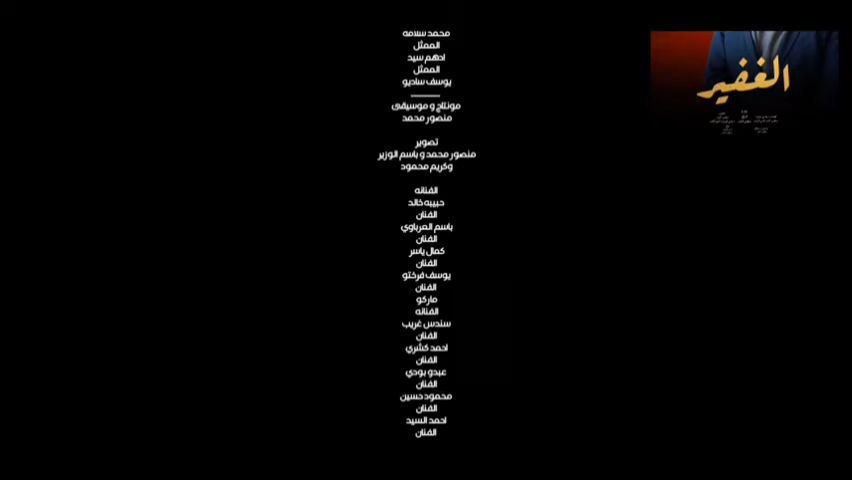 محمد سلامه
الممثل
ادهم سيد
الممثل
يوسف ساديو
مونتاج و موسيقى
منصور محمد
تصوير
منصور محمد و باسم الوزير
وكريم محمود
الفنانه
حبيبه خالد
الفنان
باسم العرباوي
الفنان
كمال ياسر
الفنان
يوسف فرختو
الفنان
ماركو
الفنانه
سندس غريب
الفنان
احمد كشري
الفنان
عبدو بودي
الفنان
محمود حسين
الفنان
احمد السيد
الفنان
الغفير